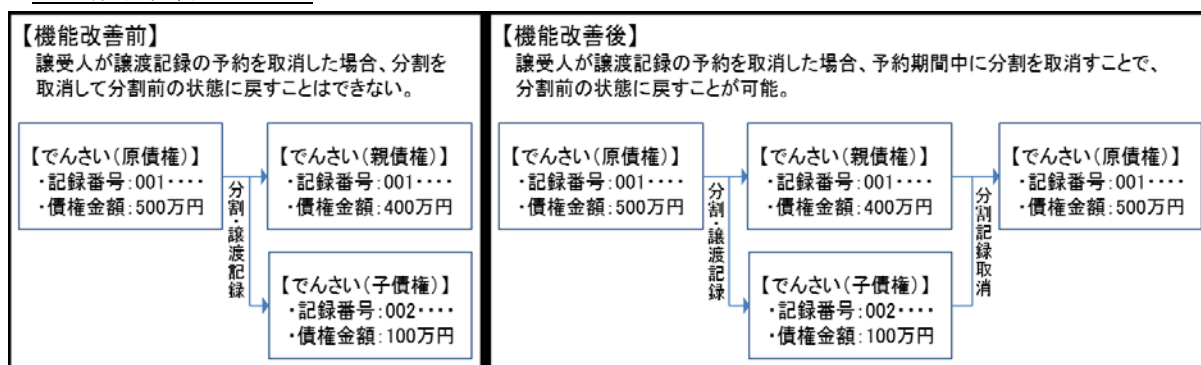 【機能改善前】
譲受人が譲渡記録の予約を取消した場合、分割を
取消して分割前の状態に戻すことはできない。
【でんさい(原債権)】
・記録番号:001‥‥
・債権金額:500万円
分割・譲渡記録
【でんさい(親債権)】
・記録番号:001‥‥
・債権金額:400万円
【でんさい(子債権)】
・記録番号:002‥‥
・債権金額:100万円
【機能改善後】
譲受人が譲渡記録の予約を取消した場合、予約期間中に分割を取消すことで、
分割前の状態に戻すことが可能。
【でんさい(原債権)】
・記録番号:001‥‥
・債権金額:500万円
分割・譲渡記録
【でんさい(親債権)】
・記録番号:001‥‥
・債権金額:400万円
【でんさい(子債権)】
・記録番号:002‥‥
・債権金額:100万円
分割記録取消
【でんさい(原債権)】
・記録番号:001‥‥
・債権金額:500万円